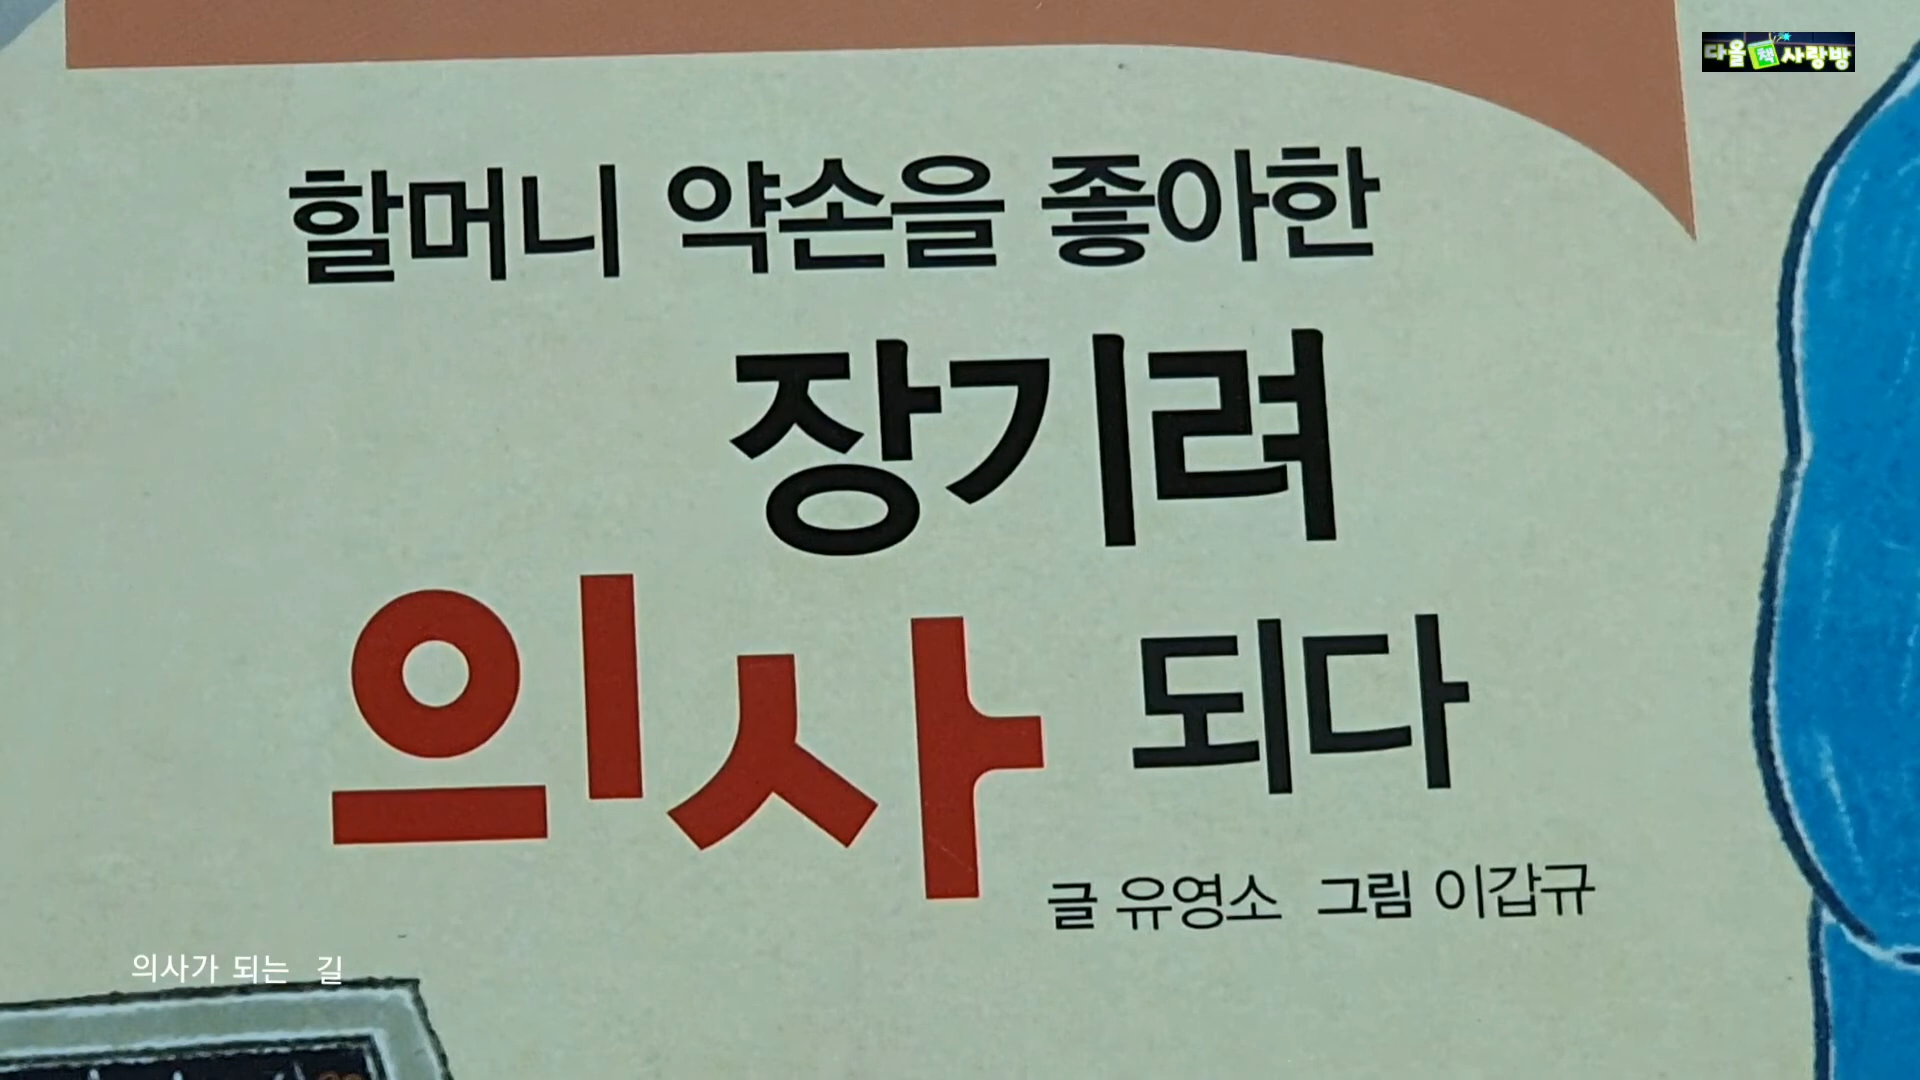 다올책사랑방
할머니 약손을 좋아한
장기려
의사 되다
글 유영소 그림 이갑규
의사가 되는 길